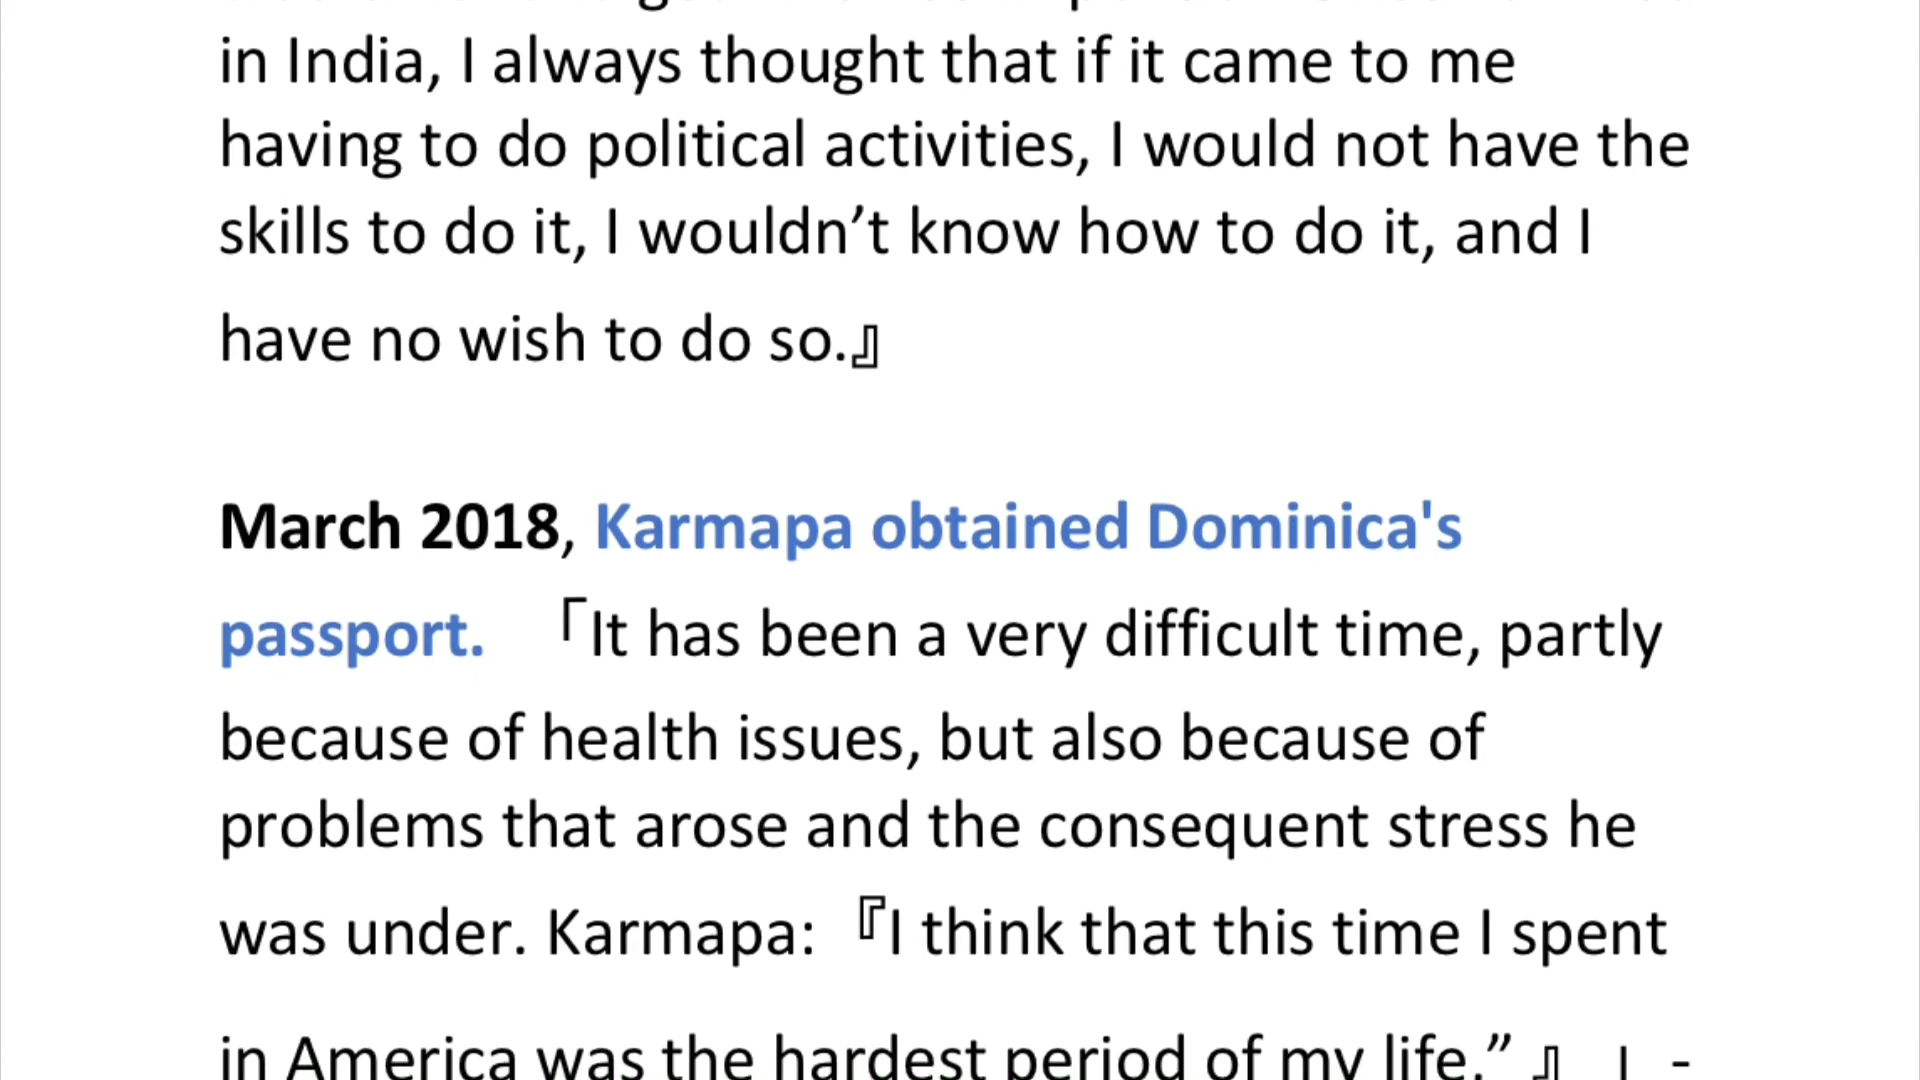 in India, I always thought that if it came to me
having to do political activities, I would not have the
skills to do it, I wouldn’t know how to do it, and I
have no wish to do so.』
March 2018, Karmapa obtained Dominica's
passport. 「It has been a very difficult time, partly
because of health issues, but also because of
problems that arose and the consequent stress he
was under. Karmapa: 『I think that this time I spent
in America was the hardest period of my life.” 』 」 -